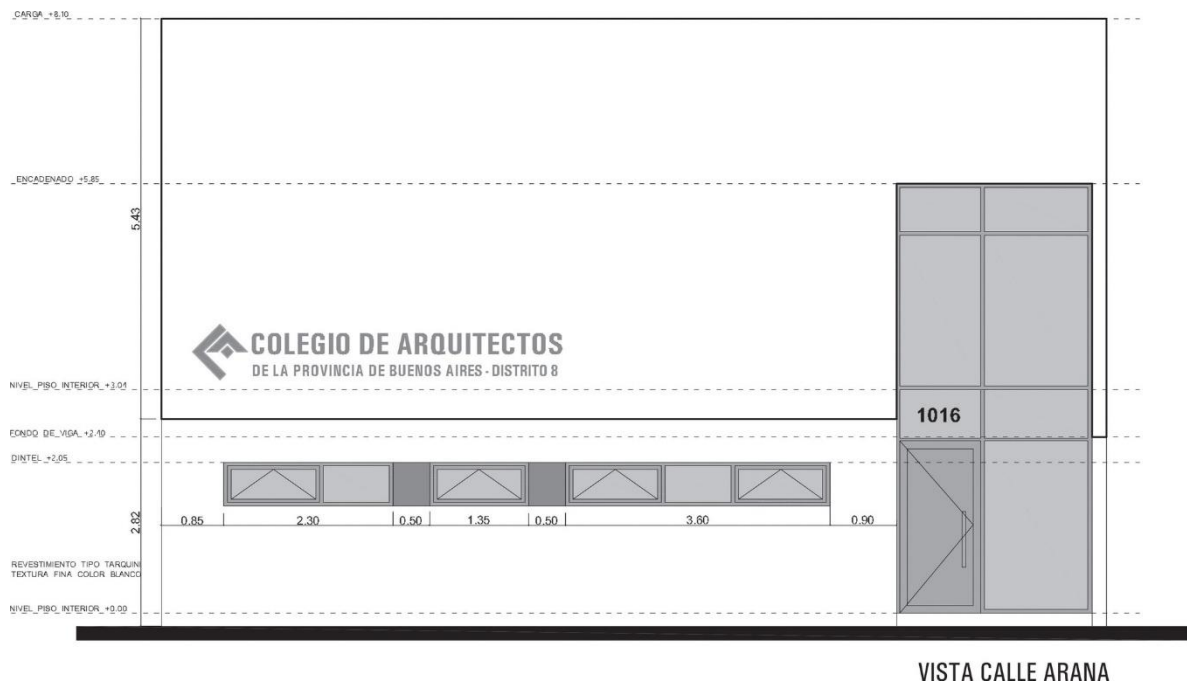 CARGA +8.10
ENCADENADO +5.85
5.43
COLEGIO DE ARQUITECTOS
DE LA PROVINCIA DE BUENOS AIRES - DISTRITO 8
NIVEL PISO INTERIOR +3.01
1016
FONDO DE VIGA +2.40
DINTEL +2.05
2.82
0.85
2.30
0.50
1.35
0.50
3.60
0.90
REVESTIMIENTO TIPO TARQUINI
TEXTURA FINA COLOR BLANCO
NIVEL PISO INTERIOR +0.00
VISTA CALLE ARANA